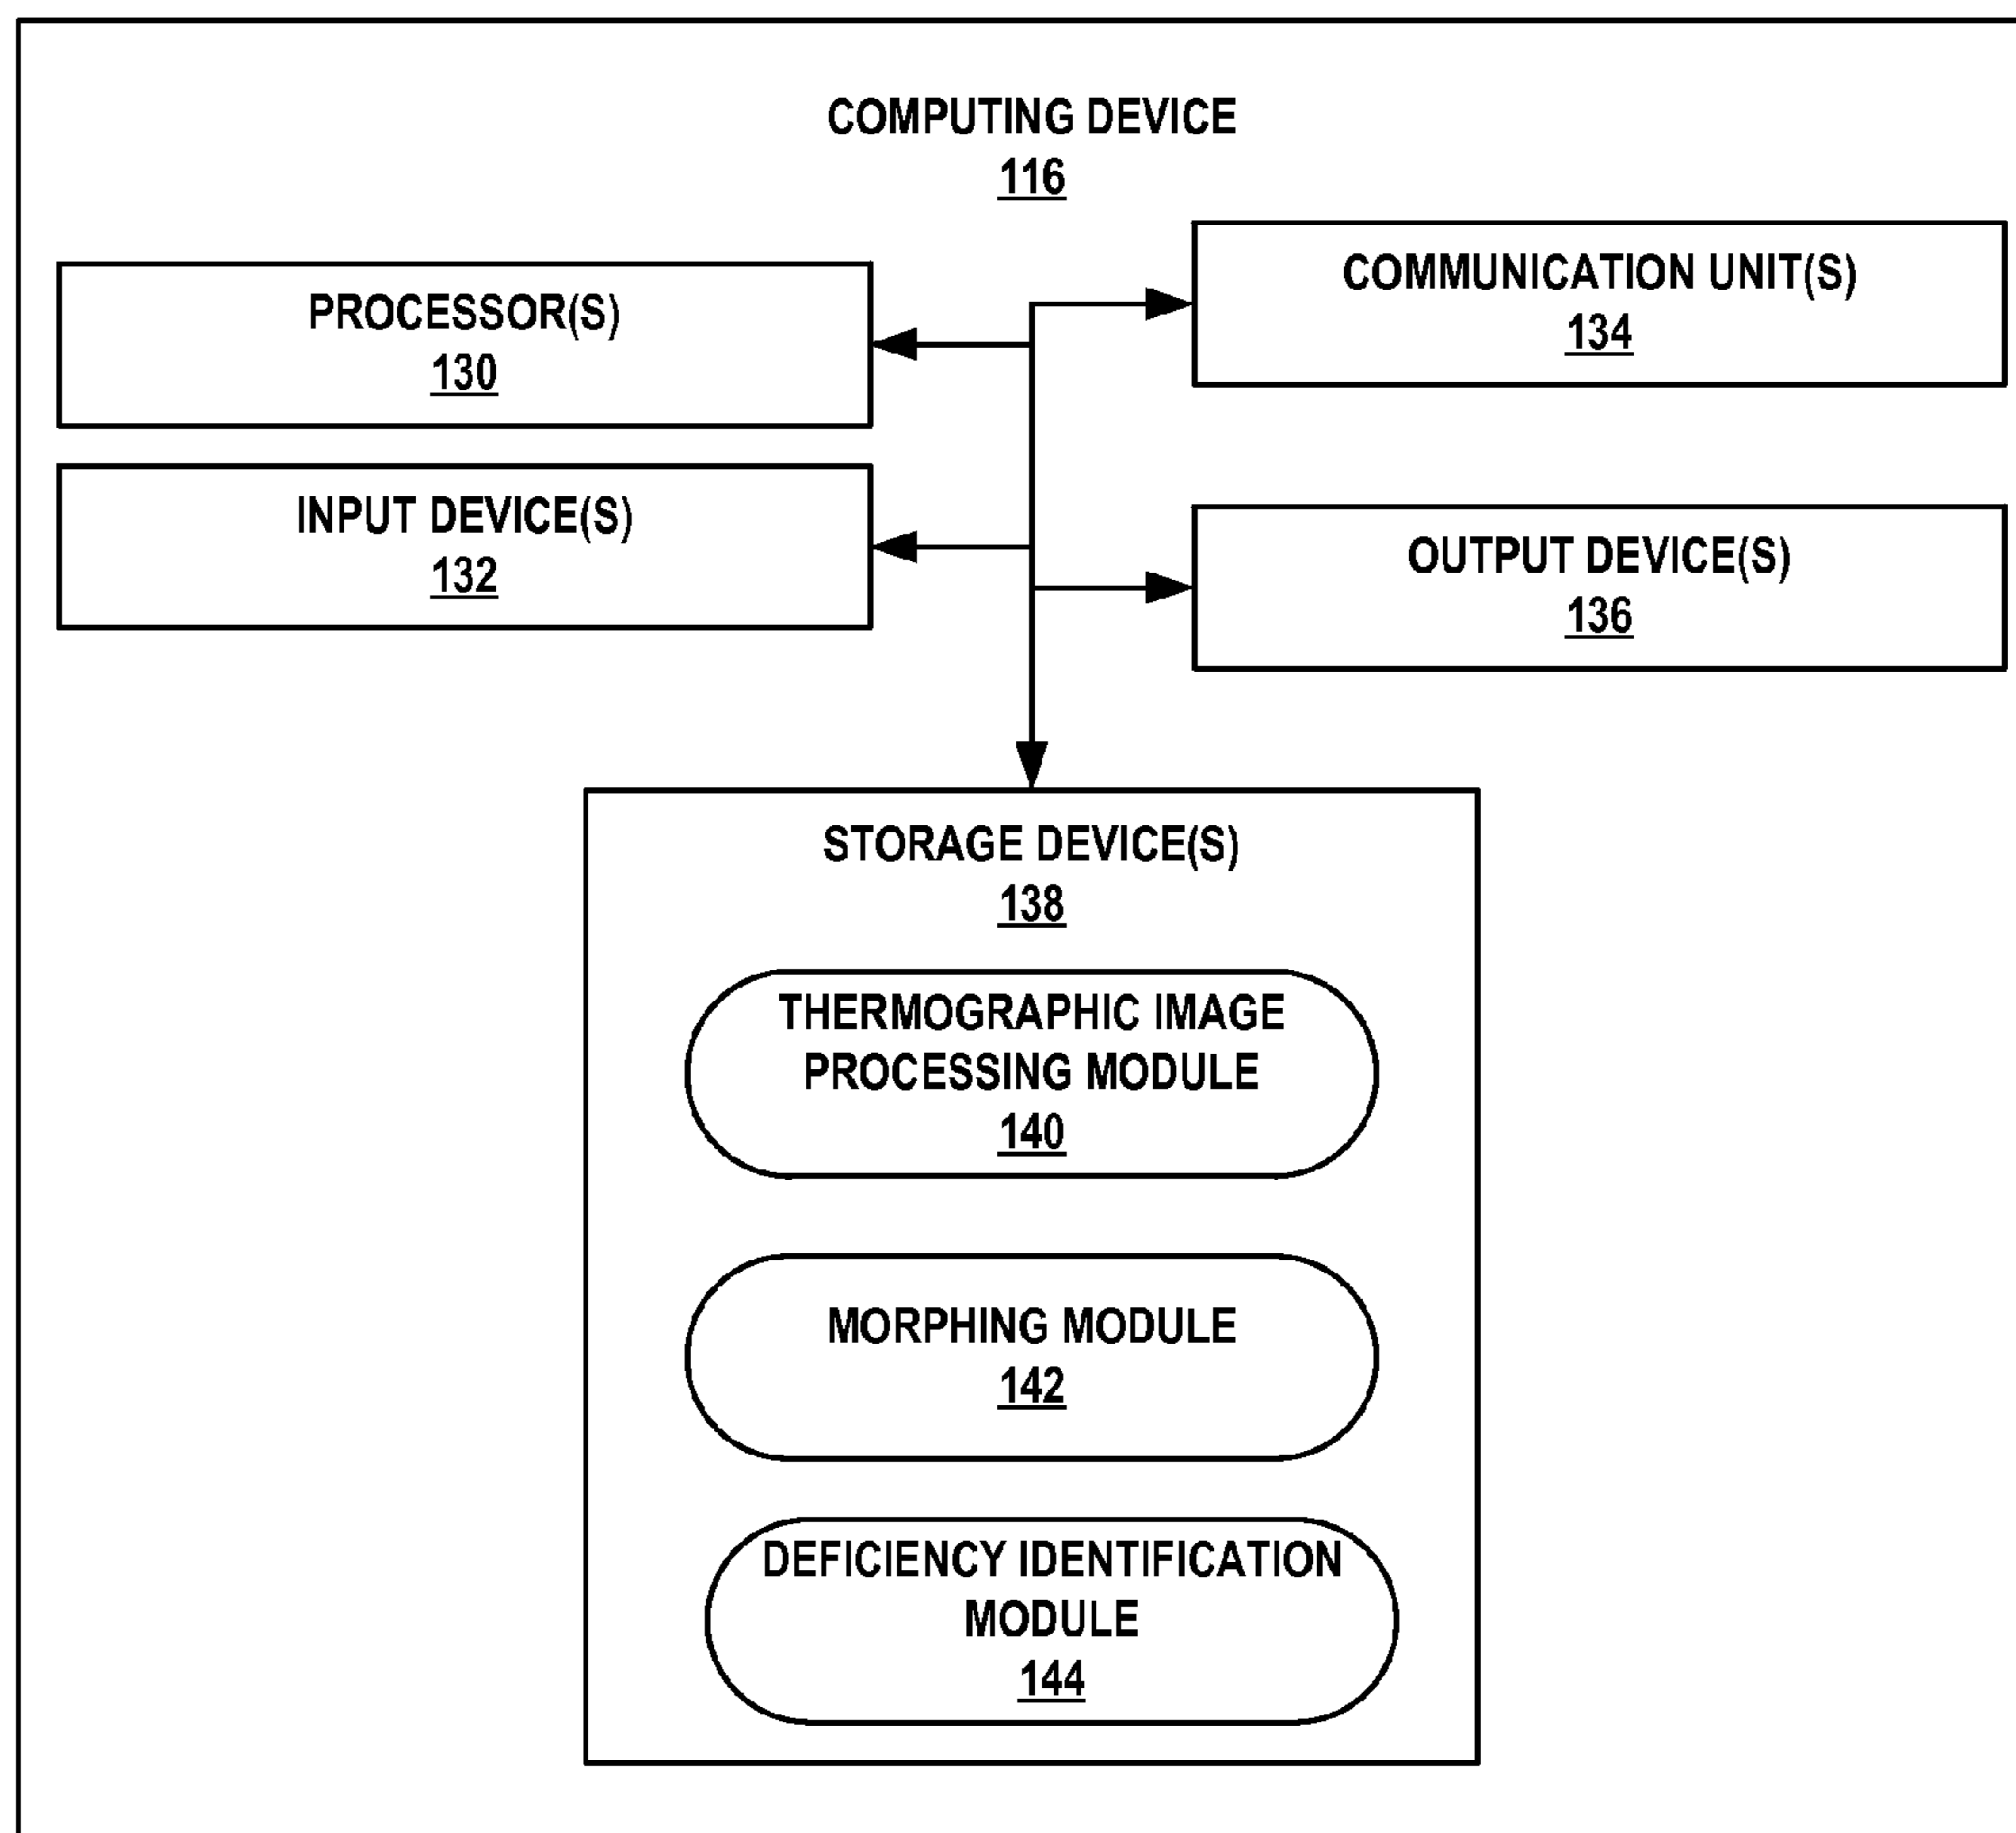 COMPUTING DEVICE
116
PROCESSOR(S)
130
COMMUNICATION UNIT(S)
134
INPUT DEVICE(S)
132
OUTPUT DEVICE(S)
136
STORAGE DEVICE(S)
138
THERMOGRAPHIC IMAGE
PROCESSING MODULE
140
MORPHING MODULE
142
DEFICIENCY IDENTIFICATION
MODULE
144